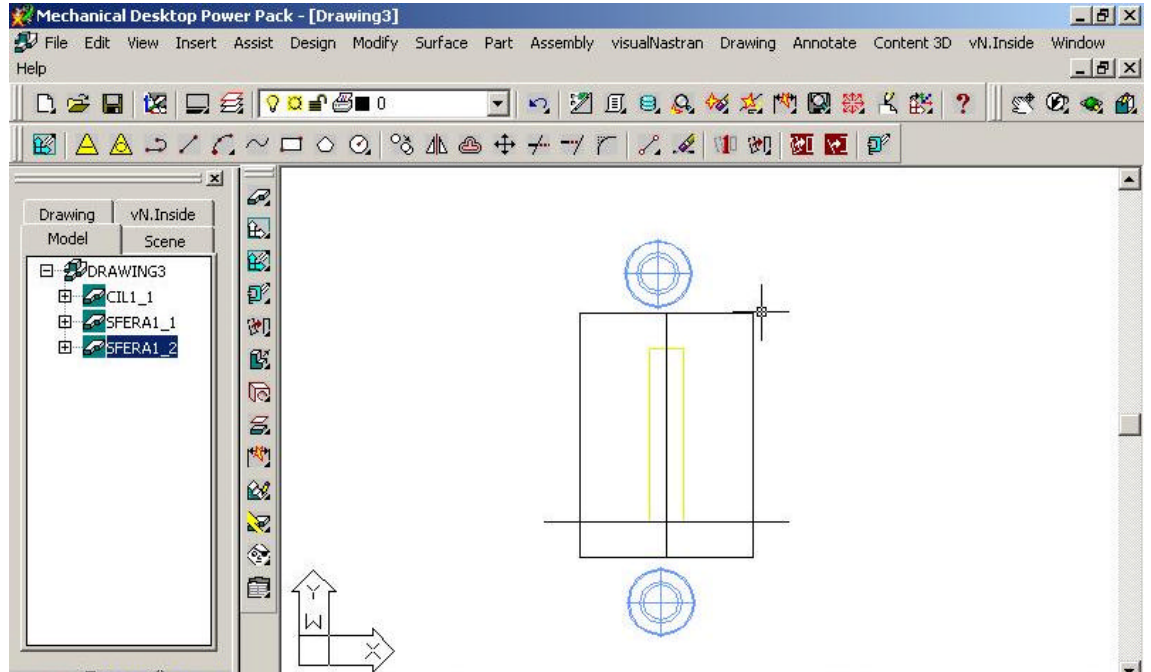 Mechanical Desktop Power Pack - [Drawing3]
File Edit View Insert Assist Design Modify Surface Part Assembly visualNastran Drawing Annotate Content 3D vN.Inside Window
Help
0
Drawing vN.Inside
Model Scene
DRAWING3
CIL1_1
SFERA1_1
SFERA1_2
Y
W
X